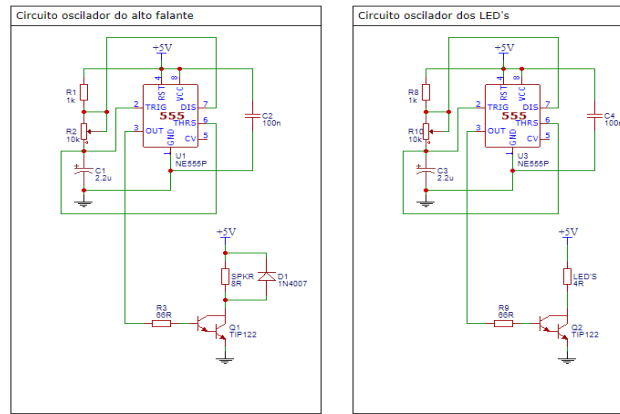 Circuito oscilador do alto falante
+5V
R1
1k
4
8
RST
VCC
2
TRIG
DIS
7
555
THRS
6
3
OUT
CV
5
GND
1
R2
10k
C2
100n
U1
NE555P
C1
2.2u
+5V
SPKR
8R
D1
1N4007
R3
66R
Q1
TIP122
Circuito oscilador dos LED's
+5V
R8
1k
4
8
RST
VCC
2
TRIG
DIS
7
555
THRS
6
3
OUT
CV
5
GND
1
R10
10k
C4
100n
U3
NE555P
C3
2.2u
+5V
LED'S
4R
R9
66R
Q2
TIP122